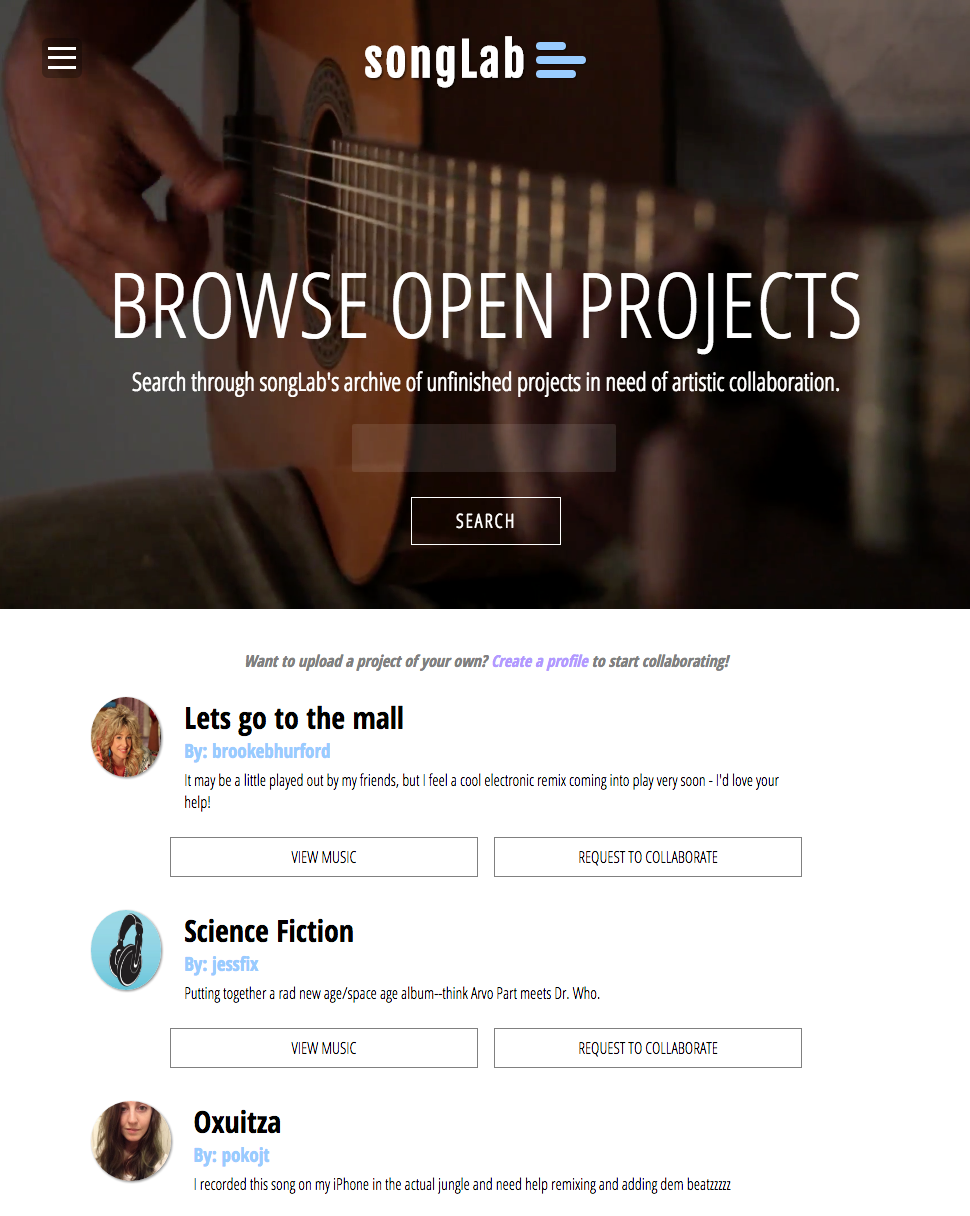 songLab
BROWSE OPEN PROJECTS
Search through songLab's archive of unfinished projects in need of artistic collaboration.
SEARCH
Want to upload a project of your own? Create a profile to start collaborating!
Lets go to the mall
By: brookebhurford
It may be a little played out by my friends, but I feel a cool electronic remix coming into play very soon - I'd love your
help!
VIEW MUSIC
REQUEST TO COLLABORATE
Science Fiction
By: jessfix
Putting together a rad new age/space age album--think Arvo Part meets Dr. Who.
VIEW MUSIC
REQUEST TO COLLABORATE
Oxuitza
By: pokojt
I recorded this song on my iPhone in the actual jungle and need help remixing and adding dem beatzzzzz